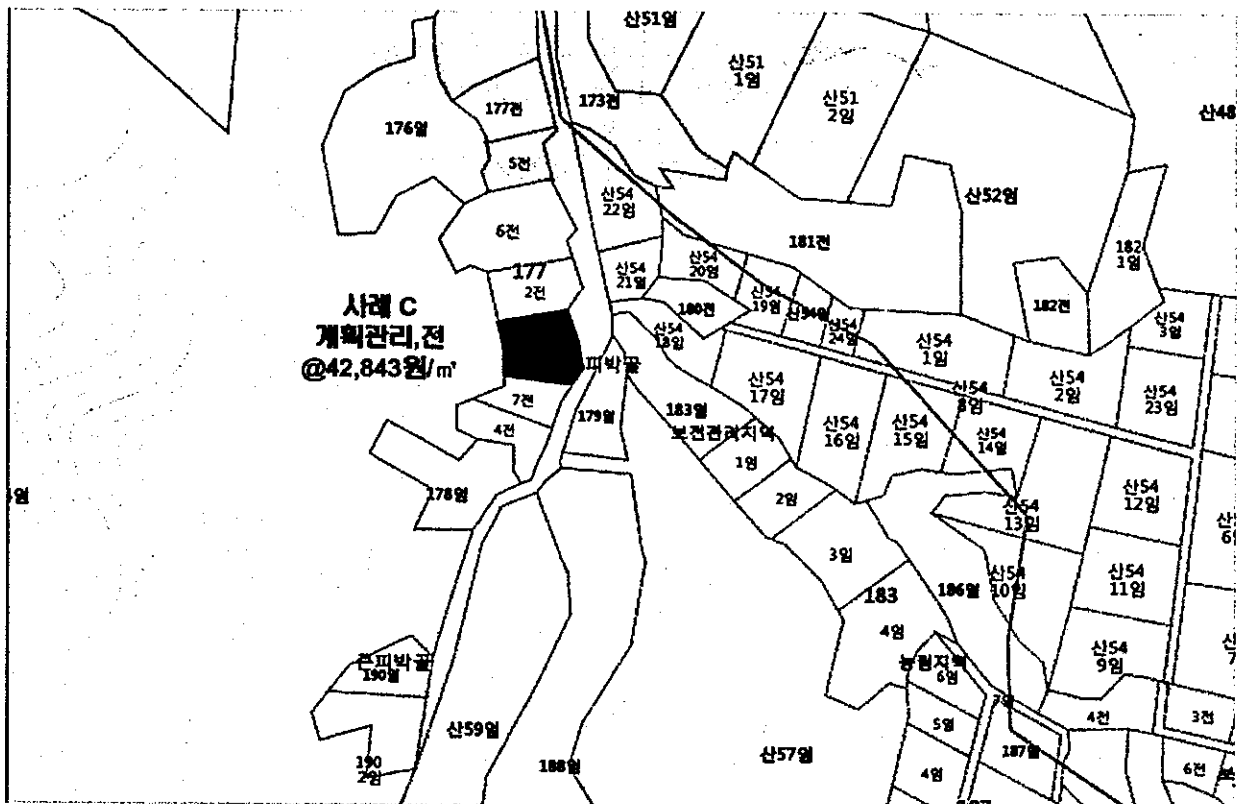 산51임
산51
1임
산51
2임
산48
173전
177전
176임
5전
산54
22임
산52임
6전
181전
182
1임
177
2전
산54
21임
산54
20임
180전
산54
19임
산54
24임
182전
산54
3임
사례 C
계획관리,전
@42,843원/㎡
산54
18임
산54
1임
피박골
산54
17임
산54
2임
산54
23임
7전
4전
179임
183임
보전관리지역
산54
16임
산54
15임
산54
8임
산54
14임
1임
178임
2임
산54
13임
산54
12임
3임
산54
10임
186임
산54
11임
183
4임
산54
9임
큰피박골
190임
농림지역
6임
5임
4전
3전
산59임
188임
산57임
187임
190
2임
4임
6전